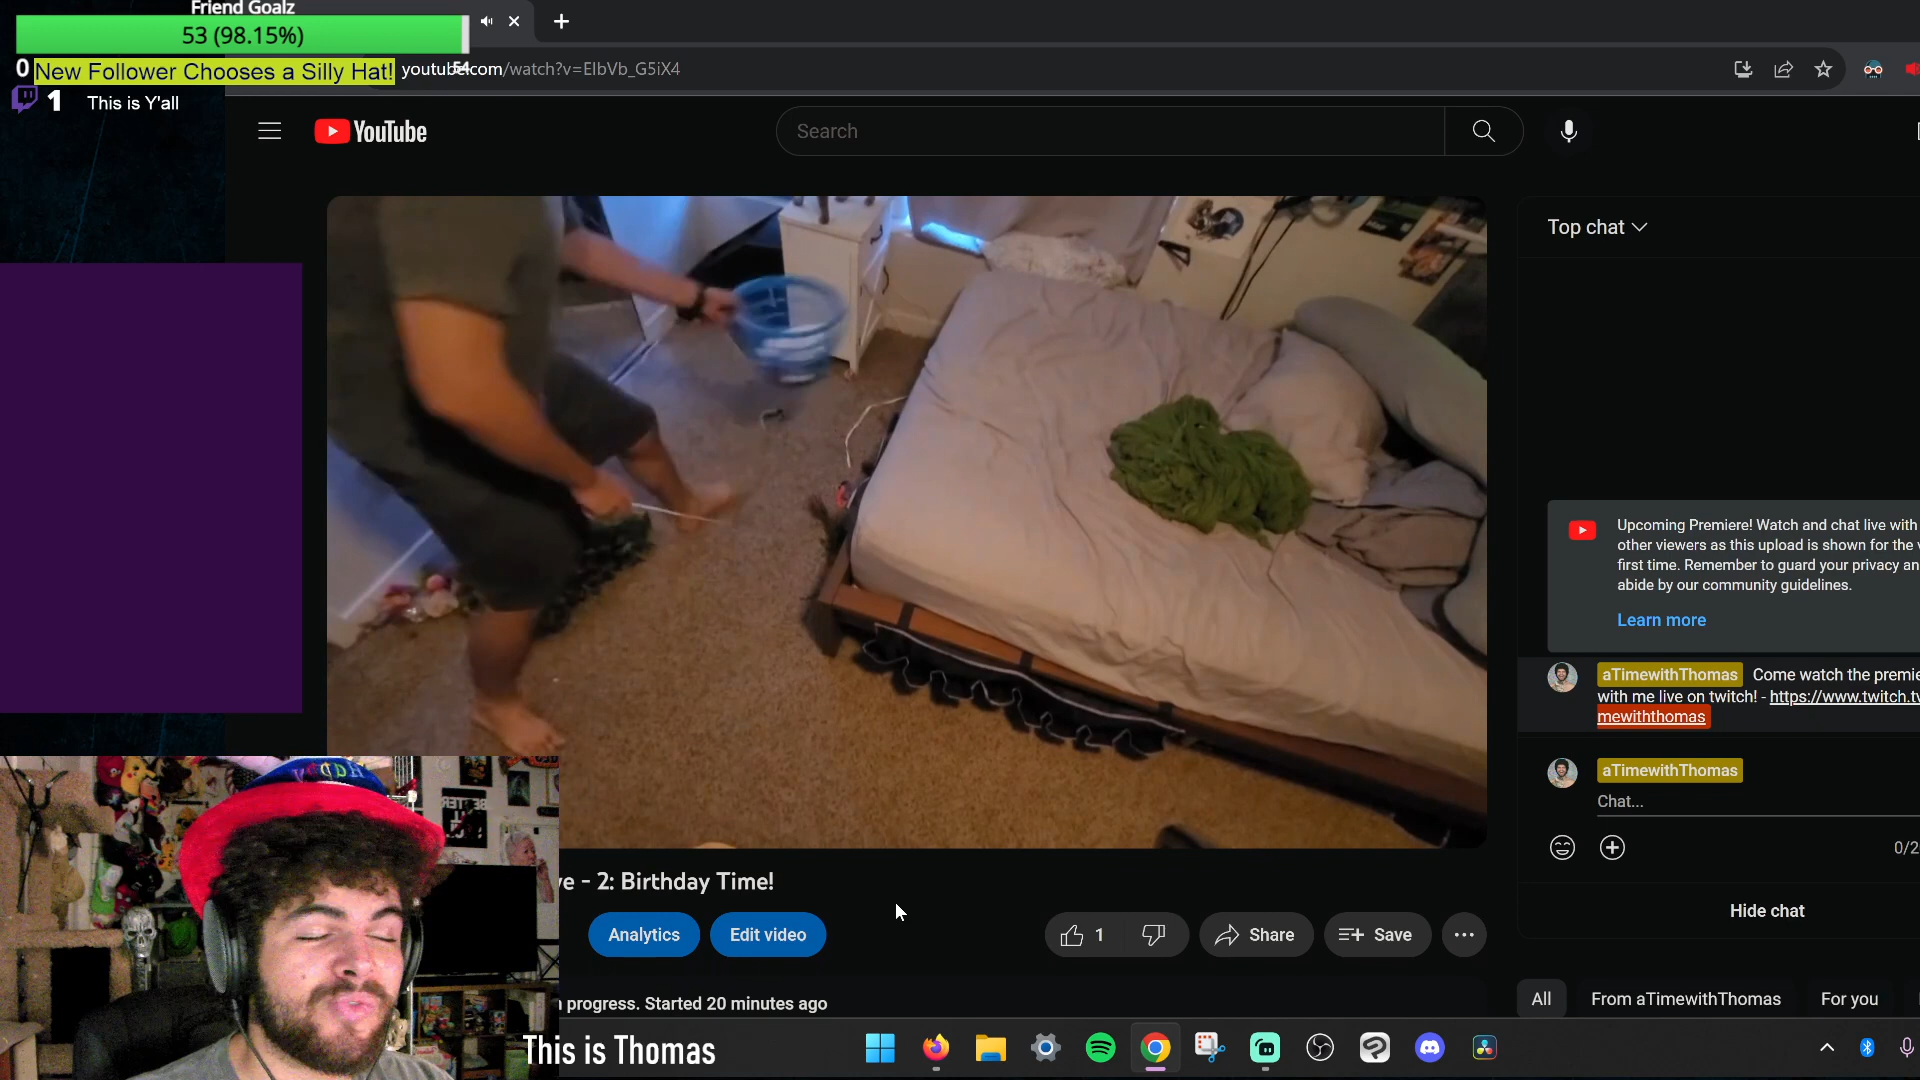 Friend Goalz
53 (98.15%)
0
New Follower Chooses a Silly Hat!
54
youtube.com/watch?v=EIbVb_G5iX4
1
This is Y'all
YouTube
Search
Top chat
Upcoming Premiere! Watch and chat live with
other viewers as this upload is shown for the
first time. Remember to guard your privacy an
abide by our community guidelines.
Learn more
aTimewithThomas Come watch the premie
with me live on twitch! - https://www.twitch.tv
mewiththomas
aTimewithThomas
Chat...
0/2
Hide chat
e - 2: Birthday Time!
Analytics
Edit video
1
Share
Save
progress. Started 20 minutes ago
All
From aTimewithThomas
For you
This is Thomas